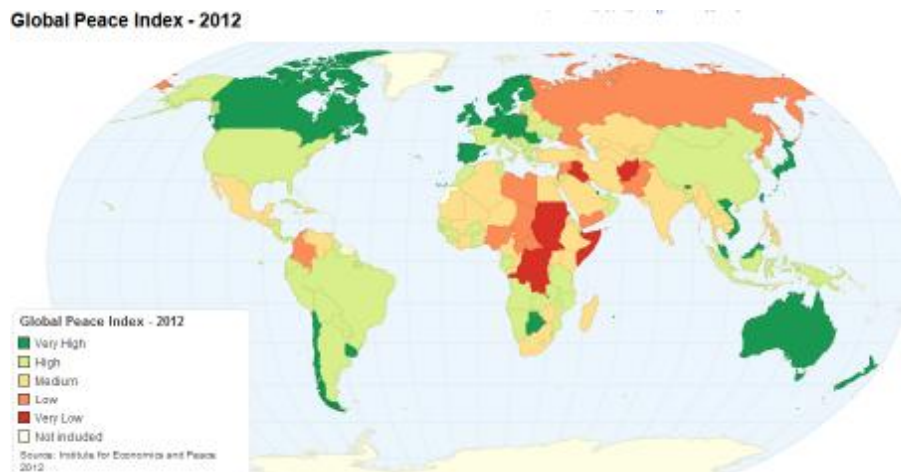 Global Peace Index - 2012
Global Peace Index - 2012
Very High
High
Medium
Low
Very Low
Not included
Source: Institute for Economics and Peace
2012